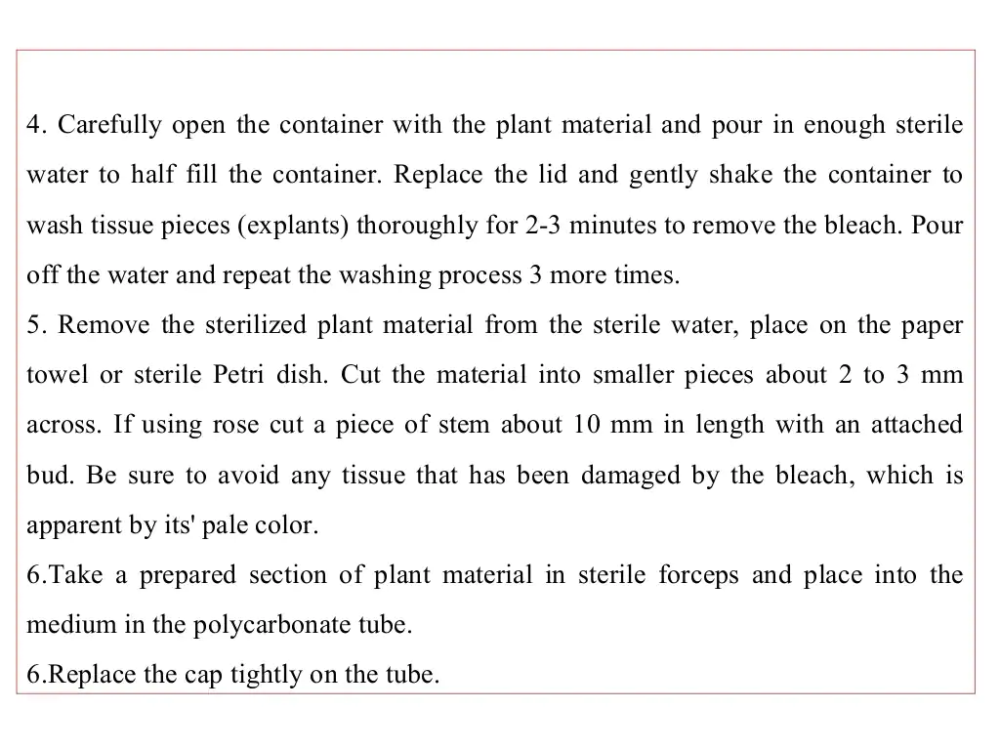 4. Carefully open the container with the plant material and pour in enough sterile
water to half fill the container. Replace the lid and gently shake the container to
wash tissue pieces (explants) thoroughly for 2-3 minutes to remove the bleach. Pour
off the water and repeat the washing process 3 more times.
5. Remove the sterilized plant material from the sterile water, place on the paper
towel or sterile Petri dish. Cut the material into smaller pieces about 2 to 3 mm
across. If using rose cut a piece of stem about 10 mm in length with an attached
bud. Be sure to avoid any tissue that has been damaged by the bleach, which is
apparent by its' pale color.
6.Take a prepared section of plant material in sterile forceps and place into the
medium in the polycarbonate tube.
6.Replace the cap tightly on the tube.